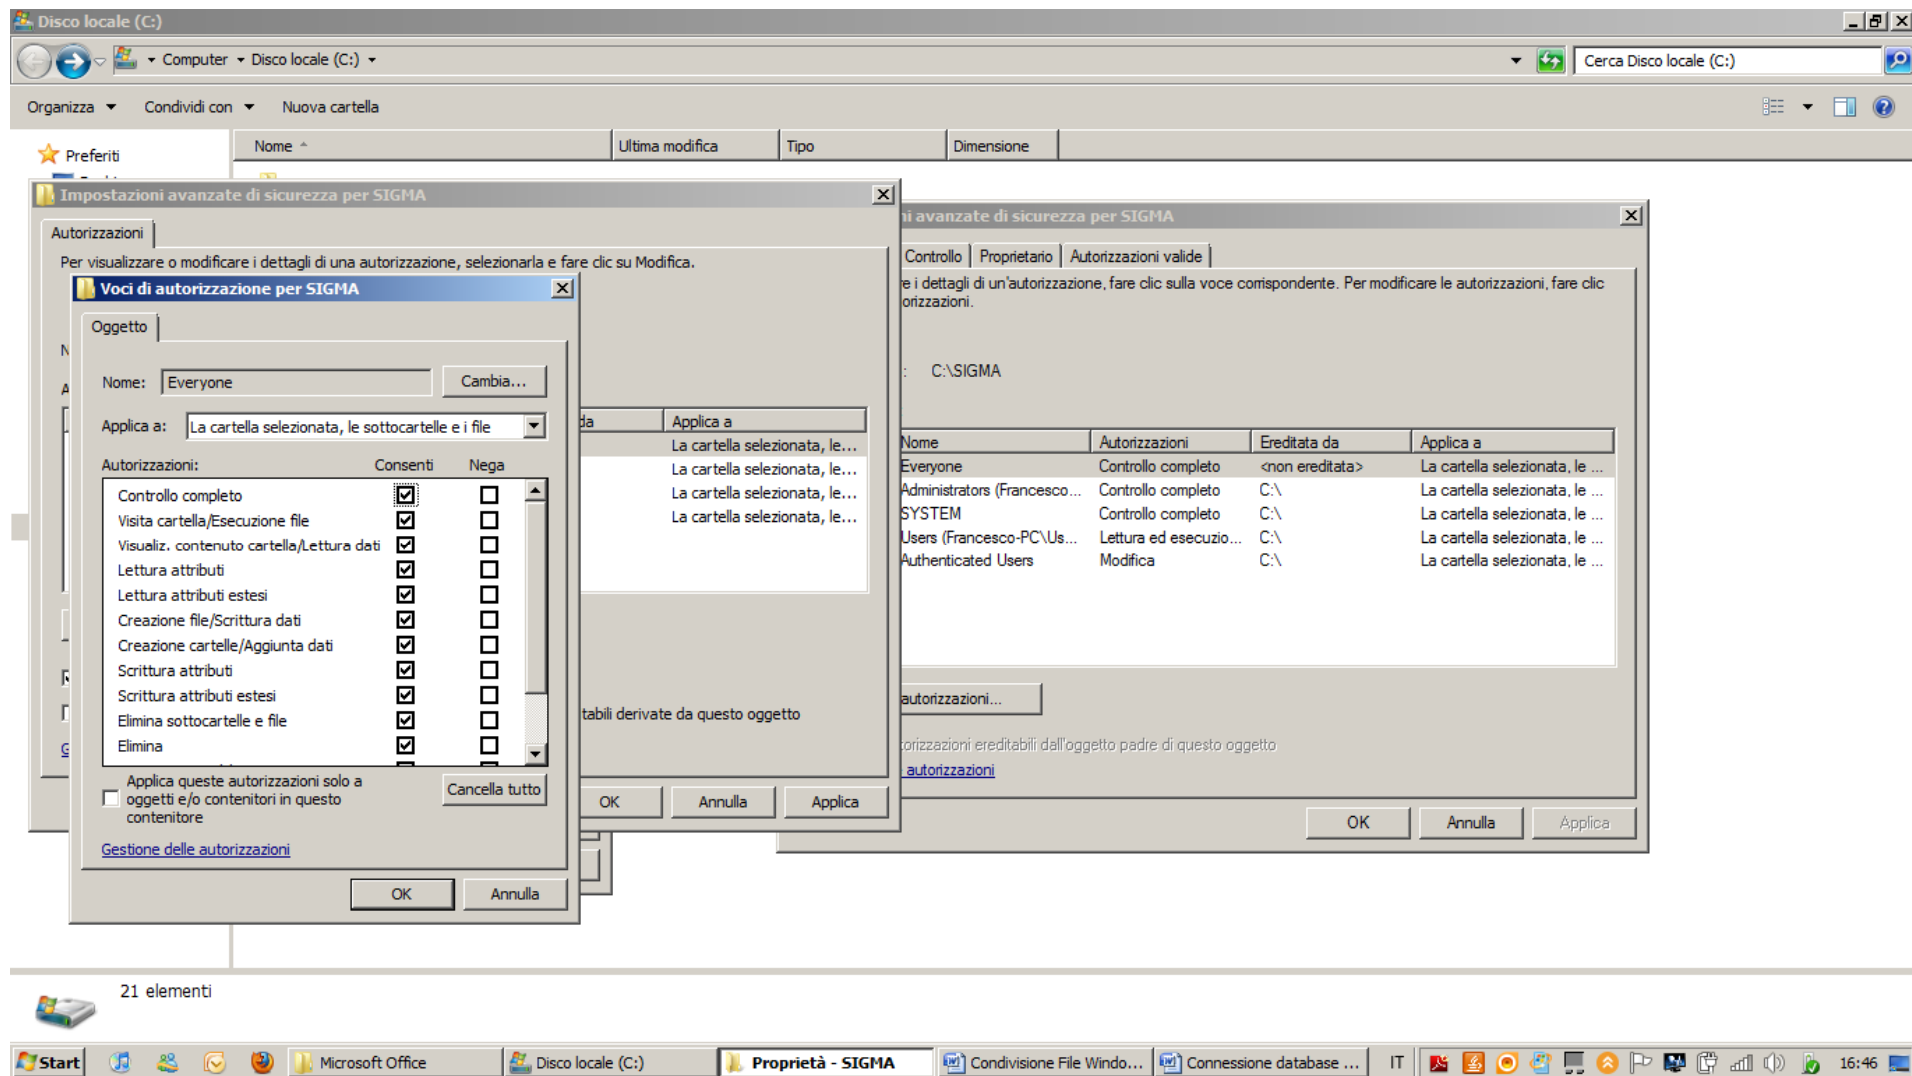 Disco locale (C:)
Computer Disco locale (C:)
Cerca Disco locale (C:)
Organizza Condividi con Nuova cartella
Preferiti
Nome Ultima modifica Tipo Dimensione
Impostazioni avanzate di sicurezza per SIGMA
Autorizzazioni
Per visualizzare o modificare i dettagli di una autorizzazione, selezionarla e fare clic su Modifica.
Voci di autorizzazione per SIGMA
Oggetto
Nome: Everyone Cambia...
Applica a: La cartella selezionata, le sottocartelle e i file
Autorizzazioni: Consenti Nega
Controllo completo
Visita cartella/Esecuzione file
Visualiz. contenuto cartella/Lettura dati
Lettura attributi
Lettura attributi estesi
Creazione file/Scrittura dati
Creazione cartelle/Aggiunta dati
Scrittura attributi
Scrittura attributi estesi
Elimina sottocartelle e file
Elimina
Applica queste autorizzazioni solo a
oggetti e/o contenitori in questo
contenitore
Cancella tutto
Gestione delle autorizzazioni
OK Annulla
da Applica a
La cartella selezionata, le...
La cartella selezionata, le...
La cartella selezionata, le...
La cartella selezionata, le...
tabili derivate da questo oggetto
OK Annulla Applica
ni avanzate di sicurezza per SIGMA
Controllo Proprietario Autorizzazioni valide
re i dettagli di un'autorizzazione, fare clic sulla voce corrispondente. Per modificare le autorizzazioni, fare clic
orizzazioni.
: C:\SIGMA
Nome Autorizzazioni Ereditata da Applica a
Everyone Controllo completo <non ereditata> La cartella selezionata, le ...
Administrators (Francesco... Controllo completo C:\ La cartella selezionata, le ...
SYSTEM Controllo completo C:\ La cartella selezionata, le ...
Users (Francesco-PC\Us... Lettura ed esecuzio... C:\ La cartella selezionata, le ...
Authenticated Users Modifica C:\ La cartella selezionata, le ...
autorizzazioni...
torizzazioni ereditabili dall'oggetto padre di questo oggetto
autorizzazioni
OK Annulla Applica
21 elementi
Start Microsoft Office Disco locale (C:) Proprietà - SIGMA Condivisione File Windo... Connessione database ... IT 16:46